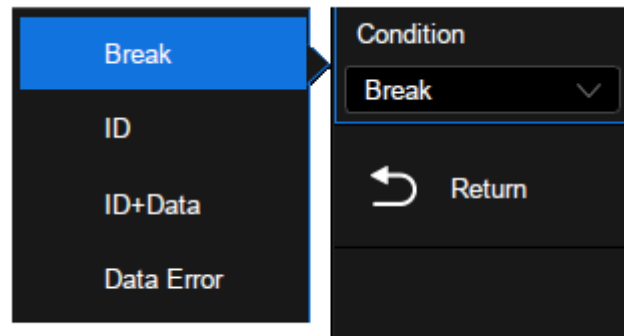 Break
ID
ID+Data
Data Error
Condition
Break
Return